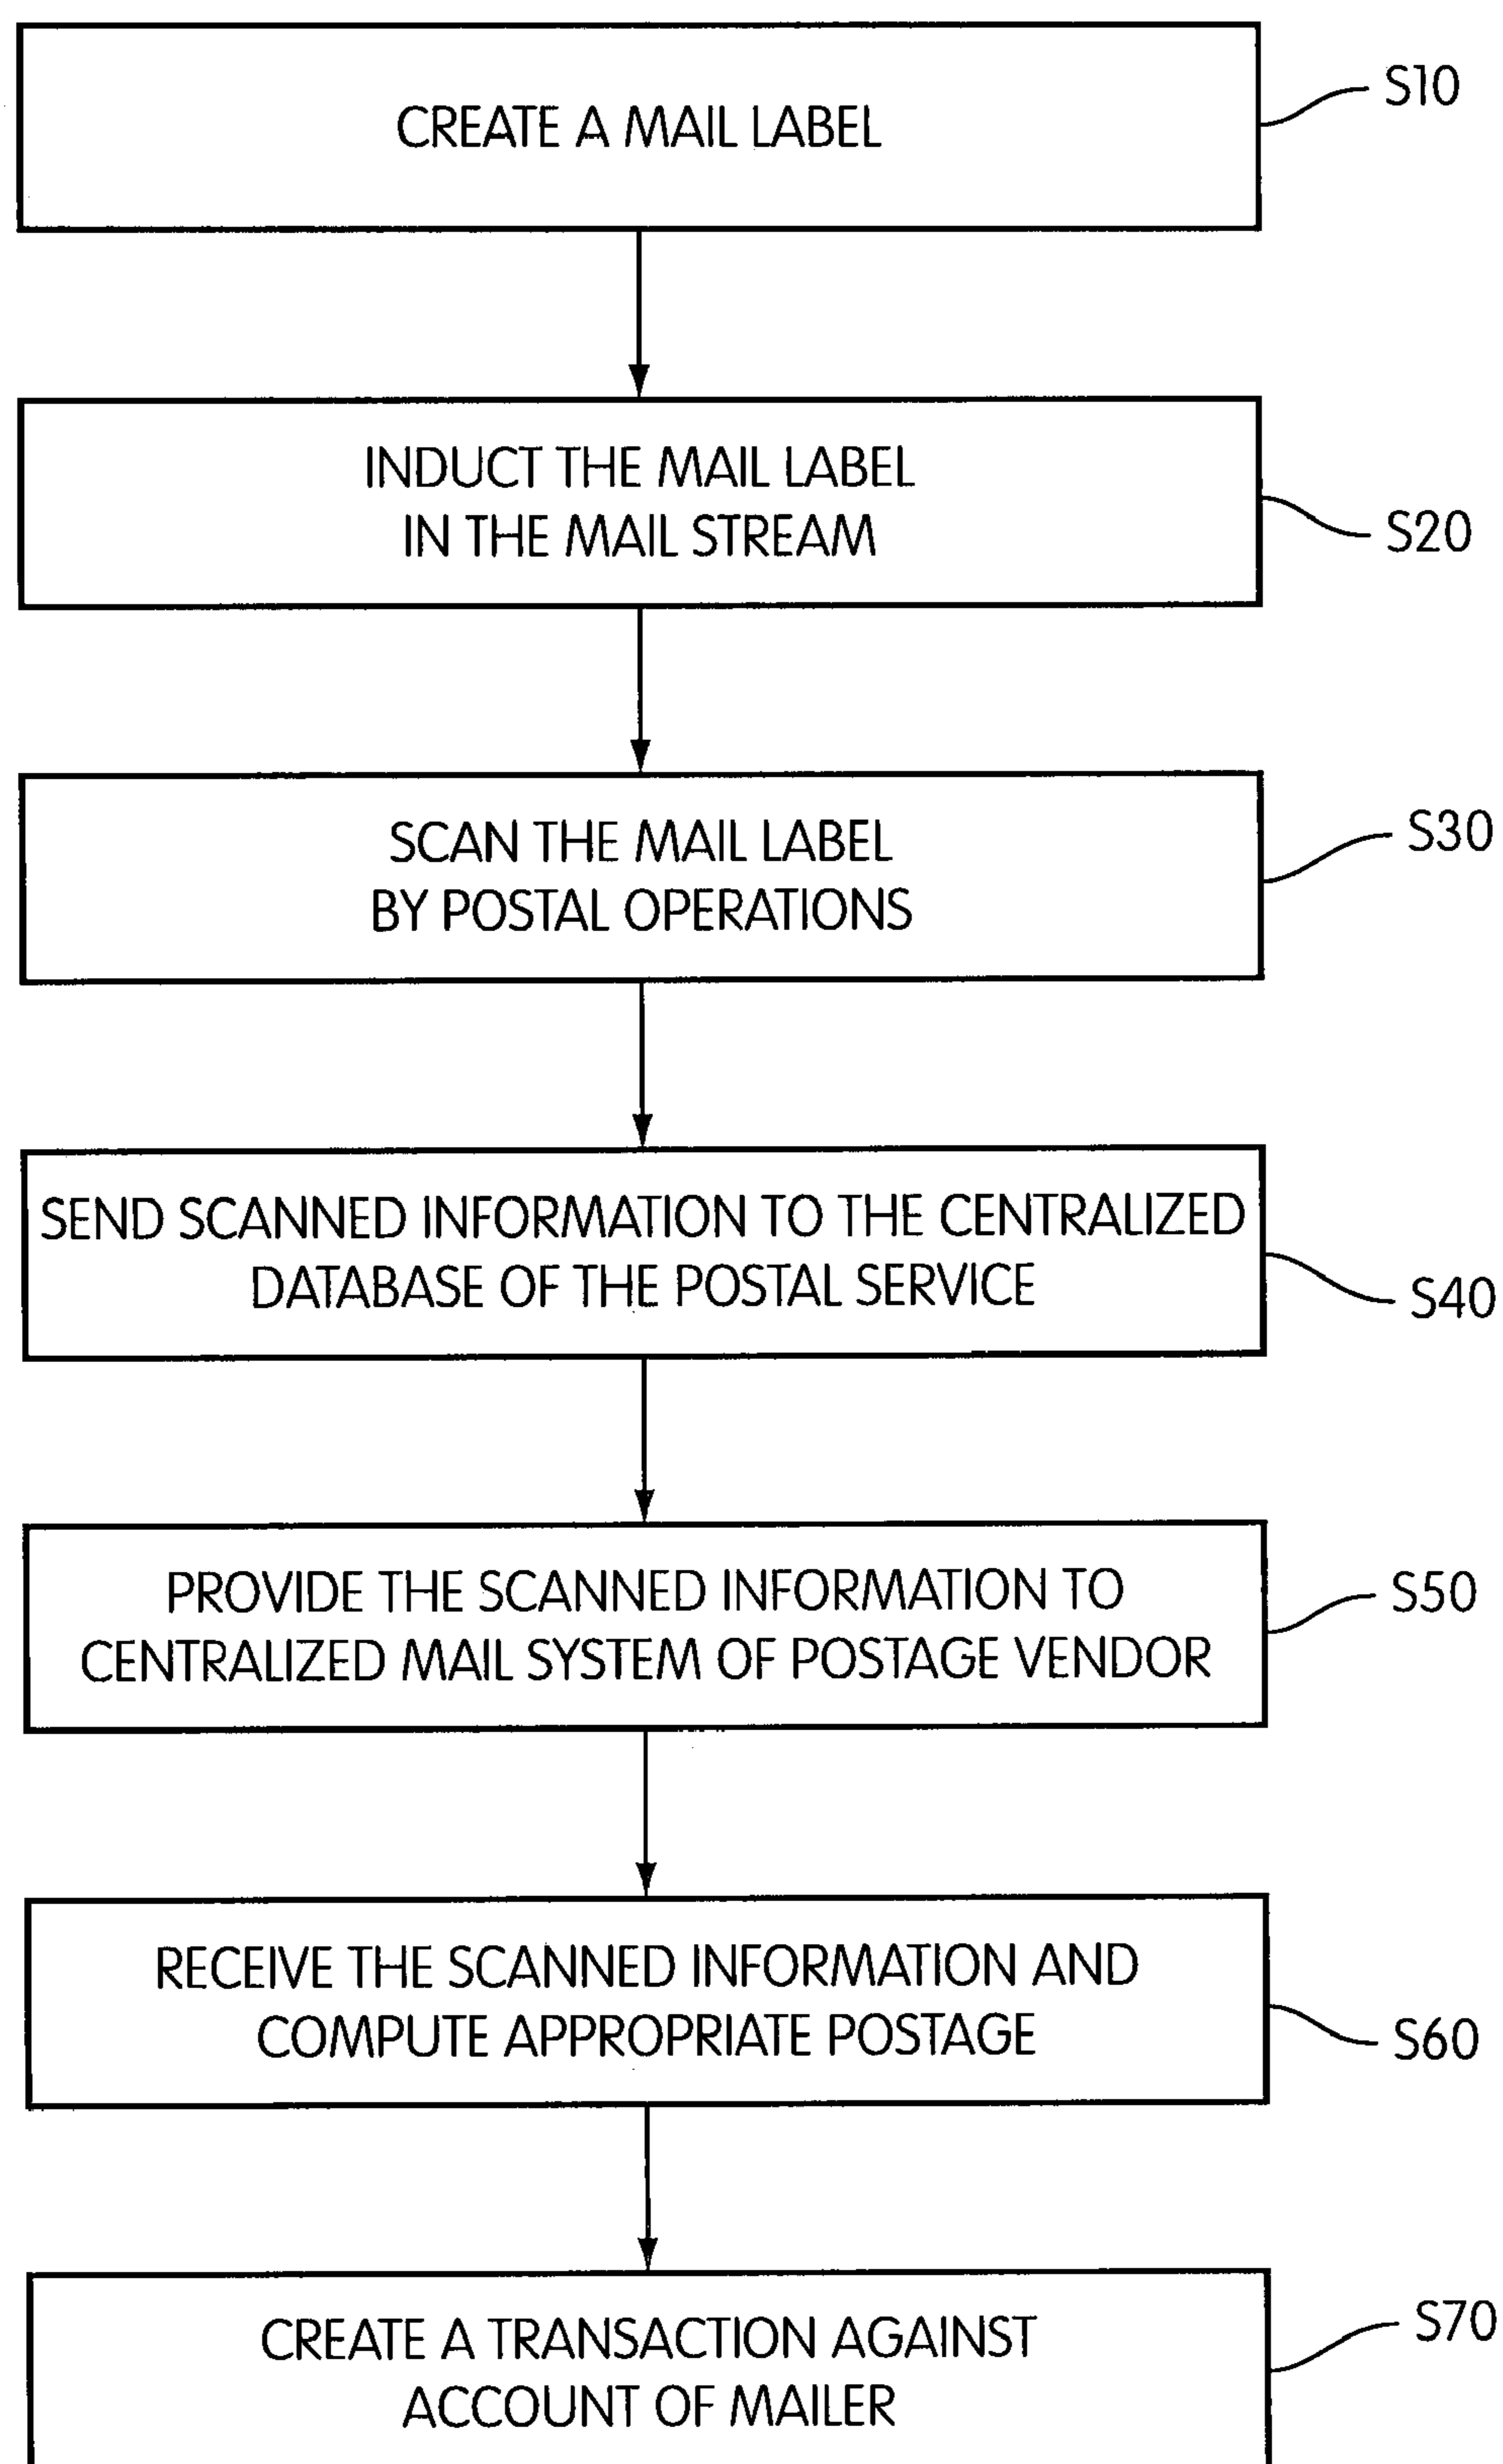 CREATE A MAIL LABEL
S10
INDUCT THE MAIL LABEL
IN THE MAIL STREAM
S20
SCAN THE MAIL LABEL
BY POSTAL OPERATIONS
S30
SEND SCANNED INFORMATION TO THE CENTRALIZED
DATABASE OF THE POSTAL SERVICE
S40
PROVIDE THE SCANNED INFORMATION TO
CENTRALIZED MAIL SYSTEM OF POSTAGE VENDOR
S50
RECEIVE THE SCANNED INFORMATION AND
COMPUTE APPROPRIATE POSTAGE
S60
CREATE A TRANSACTION AGAINST
ACCOUNT OF MAILER
S70